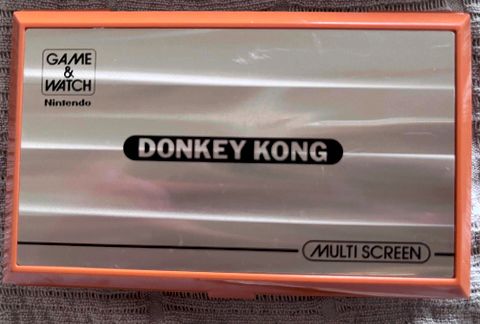 GAME
&
WATCH
Nintendo
DONKEY KONG
MULTI SCREEN